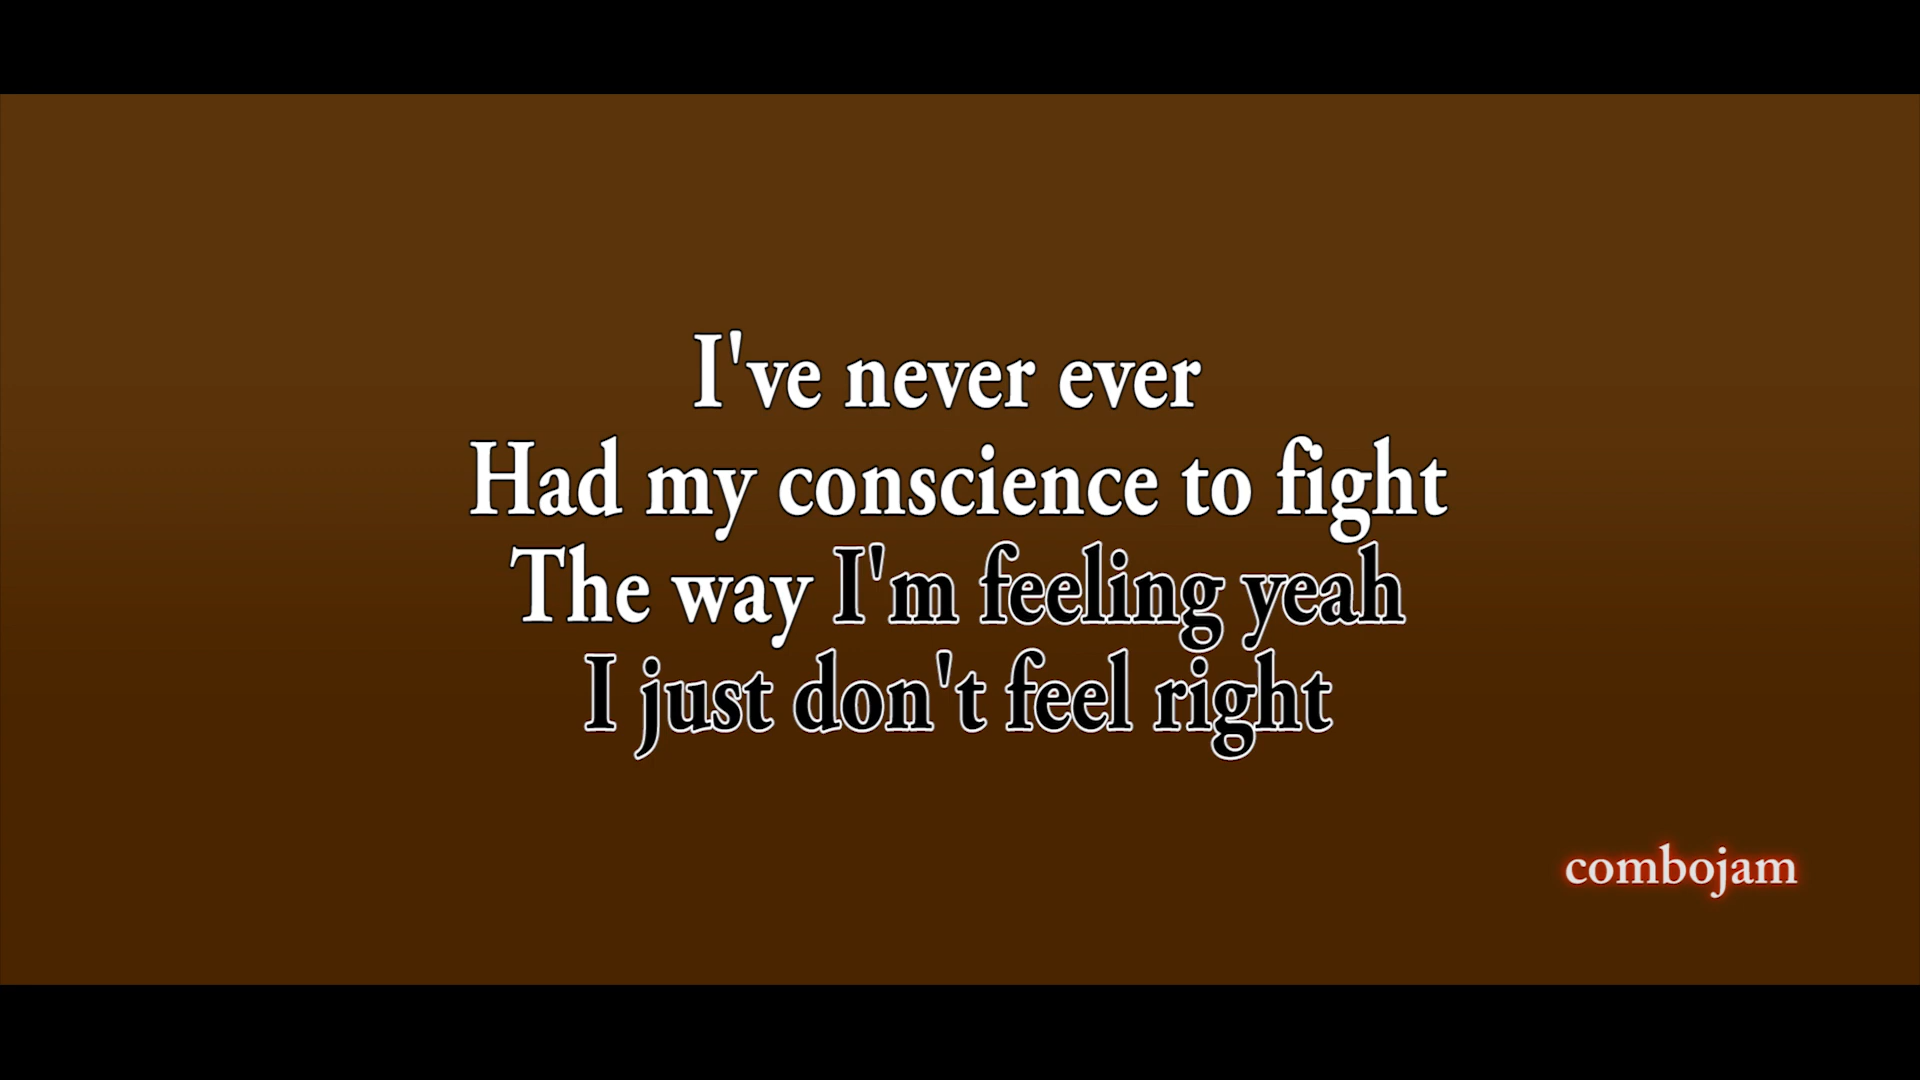 I've never ever
Had my conscience to fight
The way I'm feeling yeah
I just don't feel right
combojam